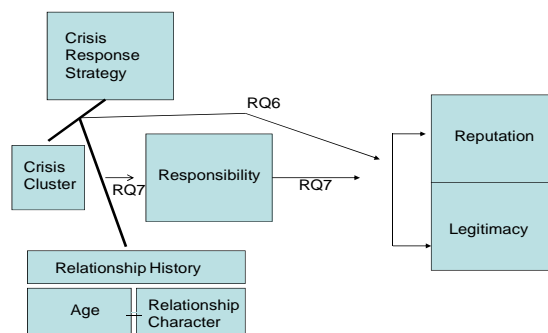 Crisis
Response
Strategy
RQ6
Reputation
Crisis
Cluster
RQ7
Responsibility
RQ7
Legitimacy
Relationship History
Age
Relationship
Character